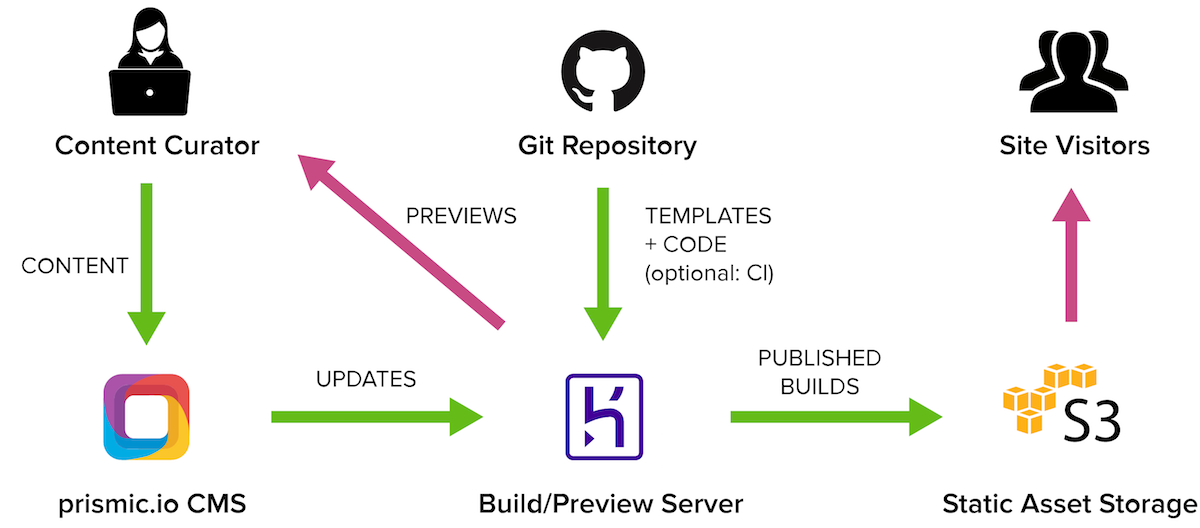 Content Curator
Git Repository
Site Visitors
PREVIEWS
TEMPLATES
+ CODE
(optional: CI)
CONTENT
UPDATES
PUBLISHED
BUILDS
S3
prismic.io CMS
Build/Preview Server
Static Asset Storage